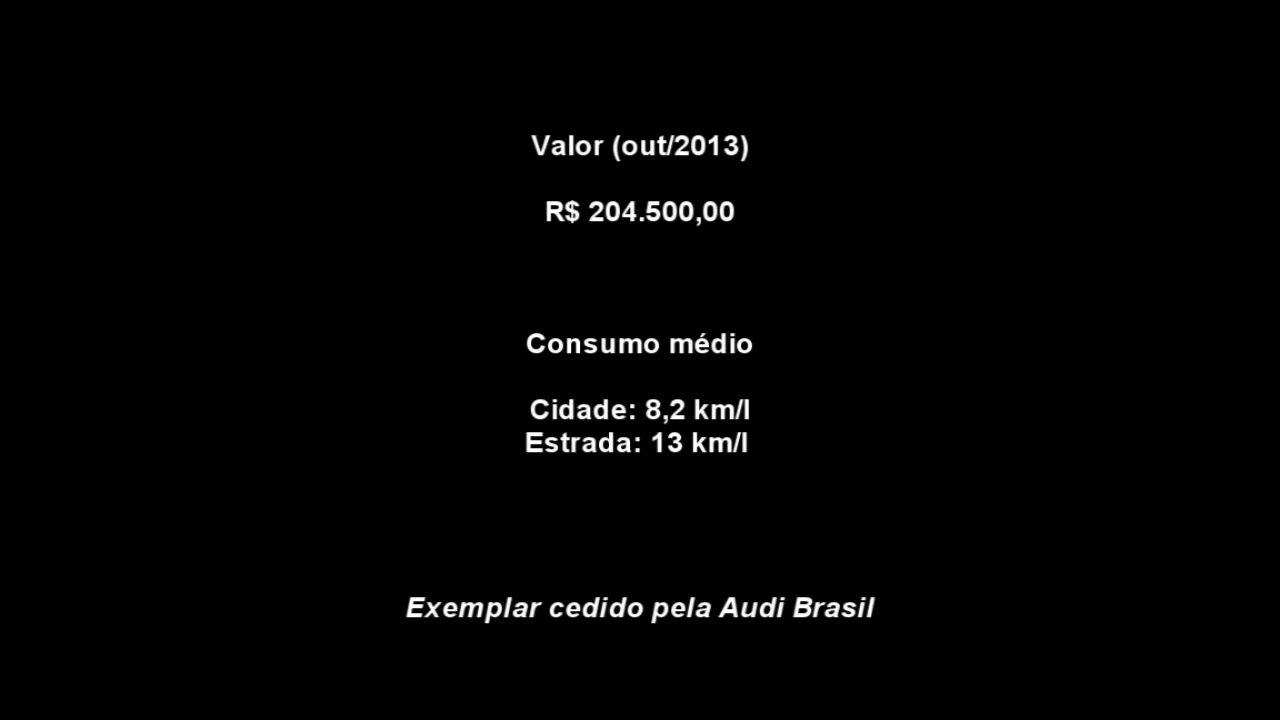 Valor (out/2013)
R$ 204.500,00
Consumo médio
Cidade: 8,2 km/l
Estrada: 13 km/l
Exemplar cedido pela Audi Brasil